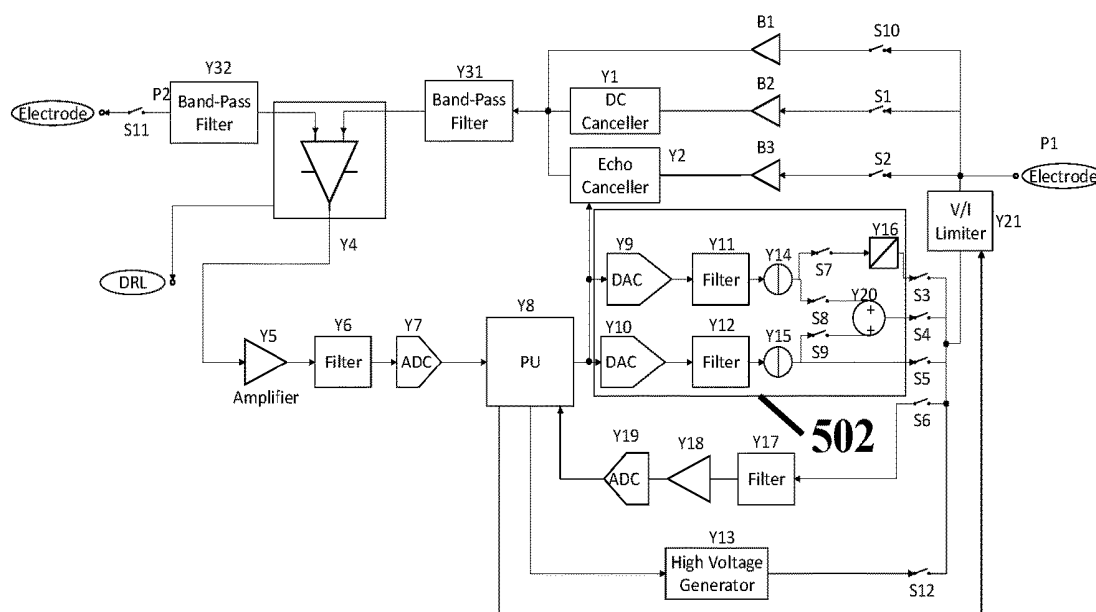 B1
S10
Y32
Y31
Y1
B2
Electrode
P2
Band-Pass
Filter
Band-Pass
Filter
DC
Canceller
S1
S11
Echo
Canceller
Y2
B3
S2
P1
Electrode
V/I
Limiter
Y21
Y4
DRL
Y9
DAC
Y11
Filter
Y14
S7
Y16
S3
Y8
PU
Y10
DAC
Y12
Filter
Y15
S8
Y20
+
+
S9
S4
S5
Y5
Amplifier
Y6
Filter
Y7
ADC
502
S6
Y19
ADC
Y18
Y17
Filter
Y13
High Voltage
Generator
S12